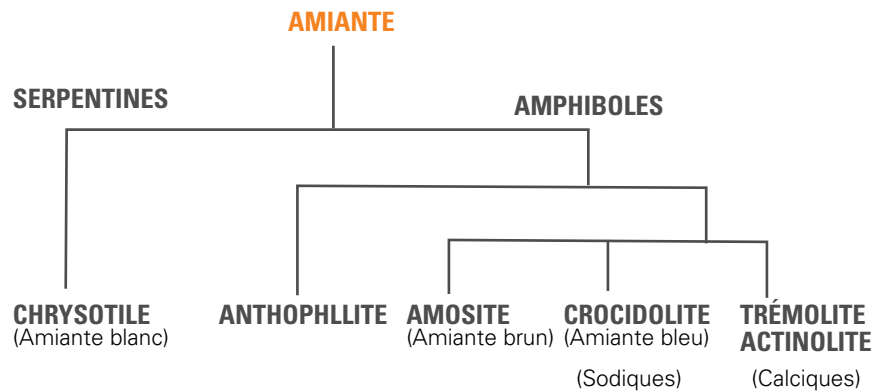 AMIANTE
SERPENTINES
AMPHIBOLES
CHRYSOTILE
(Amiante blanc)
ANTHOPHLLITE
AMOSITE
(Amiante brun)
CROCIDOLITE
(Amiante bleu)
(Sodiques)
TRÉMOLITE
ACTINOLITE
(Calciques)